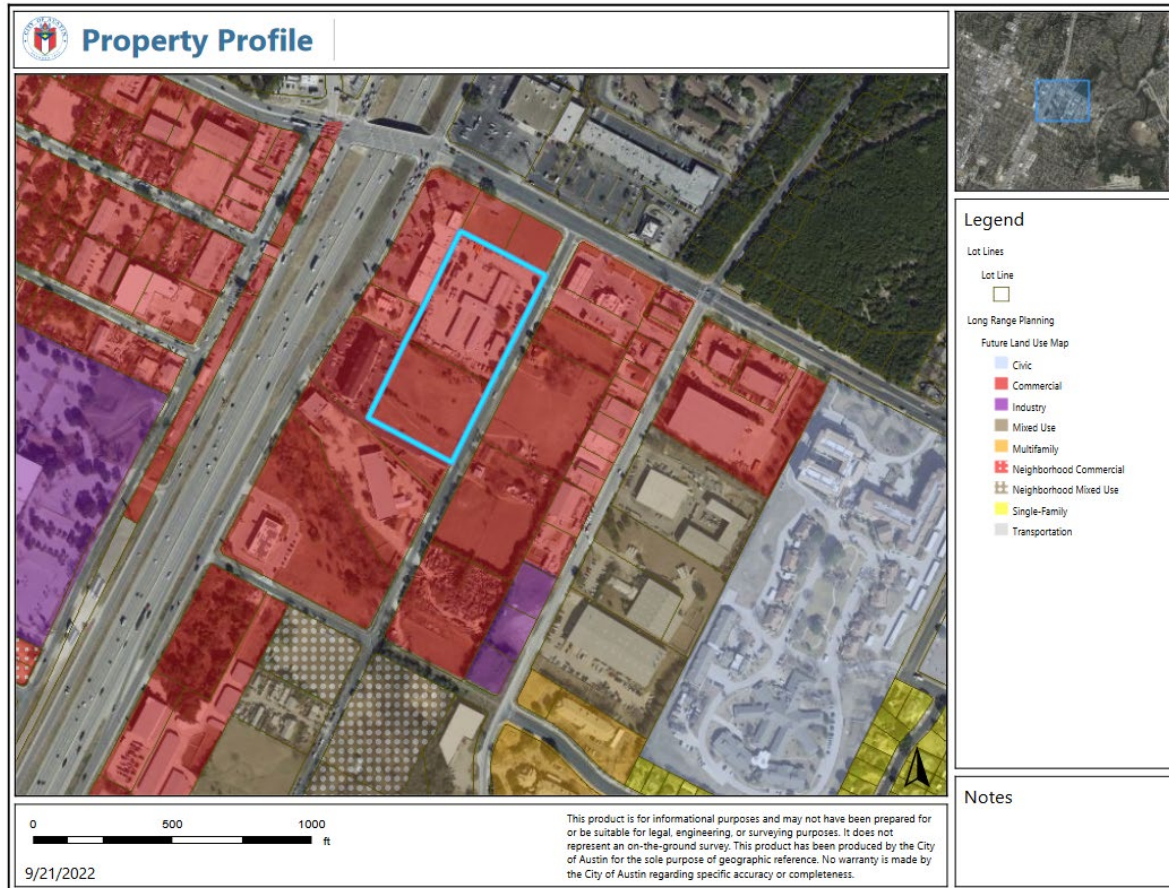 CITY OF AUSTIN
Property Profile
Legend
Lot Lines
Lot Line
Long Range Planning
Future Land Use Map
Civic
Commercial
Industry
Mixed Use
Multifamily
Neighborhood Commercial
Neighborhood Mixed Use
Single-Family
Transportation
Notes
0 500 1000
ft
9/21/2022
This product is for informational purposes and may not have been prepared for
or be suitable for legal, engineering, or surveying purposes. It does not
represent an on-the-ground survey. This product has been produced by the City
of Austin for the sole purpose of geographic reference. No warranty is made by
the City of Austin regarding specific accuracy or completeness.